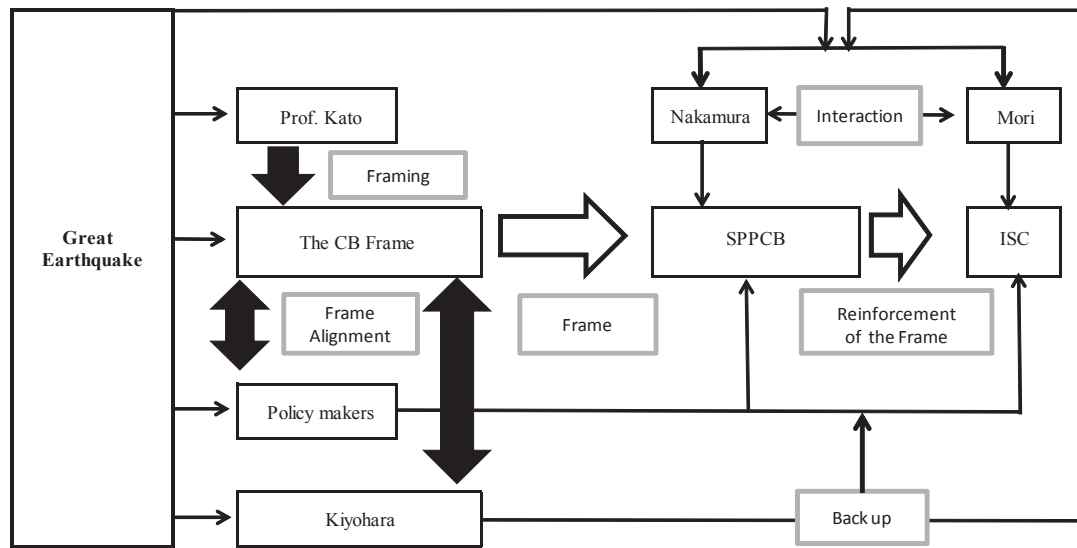 Great
Earthquake
Prof. Kato
Framing
The CB Frame
Frame
Alignment
Policy makers
Kiyohara
Frame
Nakamura
Interaction
Mori
SPPCB
ISC
Reinforcement
of the Frame
Back up